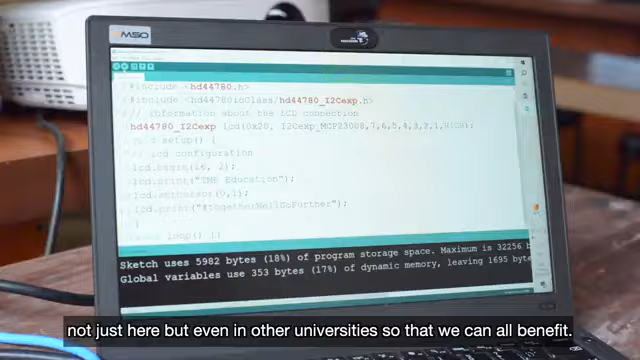 MSO
#include <hd44780.h>
#include <hd44780ioClass/hd44780_I2Cexp.h>
// information about the LCD connection
hd44780_I2Cexp lcd(0x20, I2Cexp_MCP23008,7,6,5,4,3,2,1,HIGH);
void setup() {
// lcd configuration
lcd.begin(16, 2);
lcd.print("TME Education");
lcd.setCursor(0,1);
lcd.print("#TogetherWellGoFurther");
void loop() {
Sketch uses 5982 bytes (18%) of program storage space. Maximum is 32256 b
Global variables use 353 bytes (17%) of dynamic memory, leaving 1695 byte
not just here but even in other universities so that we can all benefit.